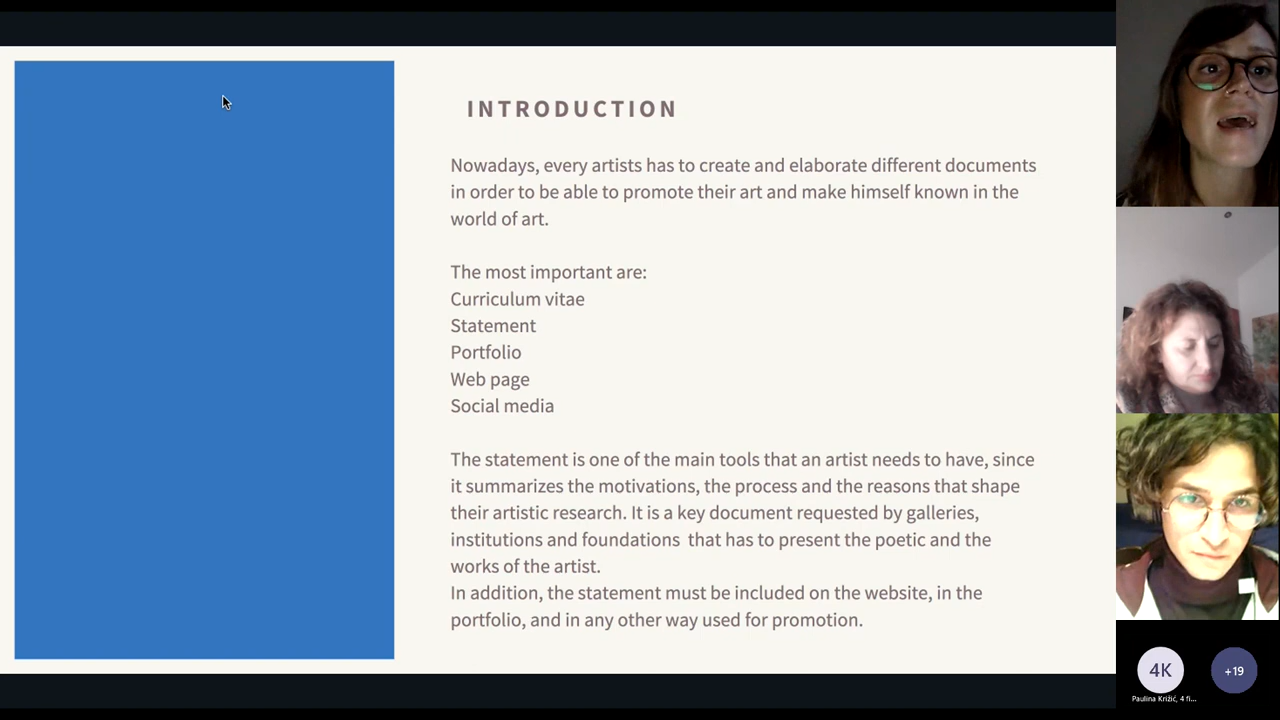 INTRODUCTION
Nowadays, every artists has to create and elaborate different documents
in order to be able to promote their art and make himself known in the
world of art.
The most important are:
Curriculum vitae
Statement
Portfolio
Web page
Social media
The statement is one of the main tools that an artist needs to have, since
it summarizes the motivations, the process and the reasons that shape
their artistic research. It is a key document requested by galleries,
institutions and foundations  that has to present the poetic and the
works of the artist.
In addition, the statement must be included on the website, in the
portfolio, and in any other way used for promotion.
4K
+19
Paulina Križić, 4 fi...